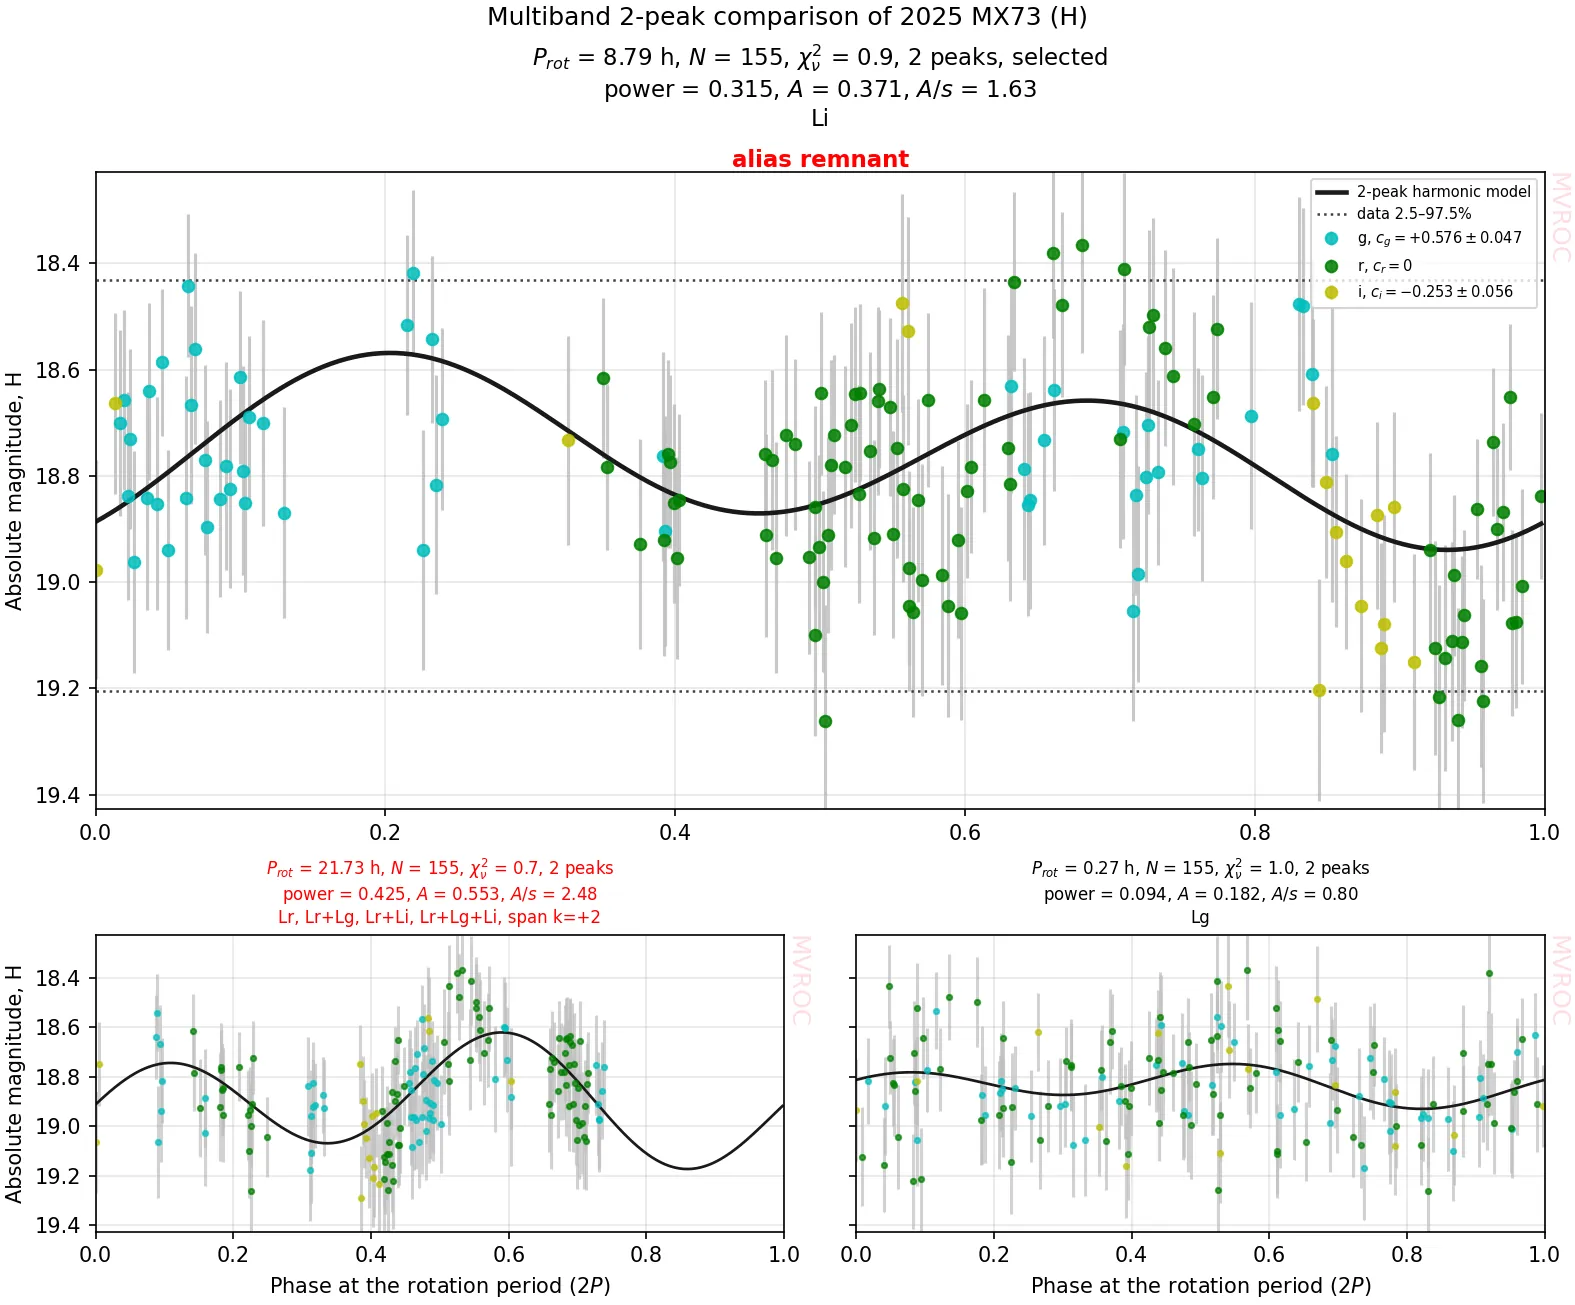 Multiband 2-peak comparison of 2025 MX73 (H)
P_rot = 8.79 h, N = 155, χ²_ν = 0.9, 2 peaks, selected
power = 0.315, A = 0.371, A/s = 1.63
Li
alias remnant
MVROC
2-peak harmonic model
data 2.5–97.5%
g, c_g = +0.576 ± 0.047
r, c_r = 0
i, c_i = −0.253 ± 0.056
Absolute magnitude, H
18.4
18.6
18.8
19.0
19.2
19.4
0.0 0.2 0.4 0.6 0.8 1.0
P_rot = 21.73 h, N = 155, χ²_ν = 0.7, 2 peaks
power = 0.425, A = 0.553, A/s = 2.48
Lr, Lr+Lg, Lr+Li, Lr+Lg+Li, span k=+2
MVROC
Absolute magnitude, H
18.4
18.6
18.8
19.0
19.2
19.4
0.0 0.2 0.4 0.6 0.8 1.0
Phase at the rotation period (2P)
P_rot = 0.27 h, N = 155, χ²_ν = 1.0, 2 peaks
power = 0.094, A = 0.182, A/s = 0.80
Lg
MVROC
0.0 0.2 0.4 0.6 0.8 1.0
Phase at the rotation period (2P)